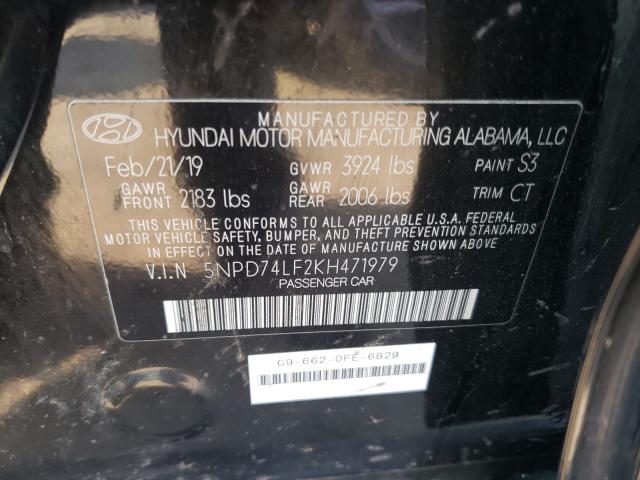 MANUFACTURED BY
HYUNDAI MOTOR MANUFACTURING ALABAMA, LLC
Feb/21/19 GVWR 3924 lbs PAINT S3
GAWR FRONT 2183 lbs GAWR REAR 2006 lbs TRIM CT
THIS VEHICLE CONFORMS TO ALL APPLICABLE U.S.A. FEDERAL
MOTOR VEHICLE SAFETY, BUMPER, AND THEFT PREVENTION
STANDARDS IN EFFECT ON THE DATE OF MANUFACTURE
SHOWN ABOVE.
V.I.N 5NPD74LF2KH471979
PASSENGER CAR
G9-662-0FE-6829